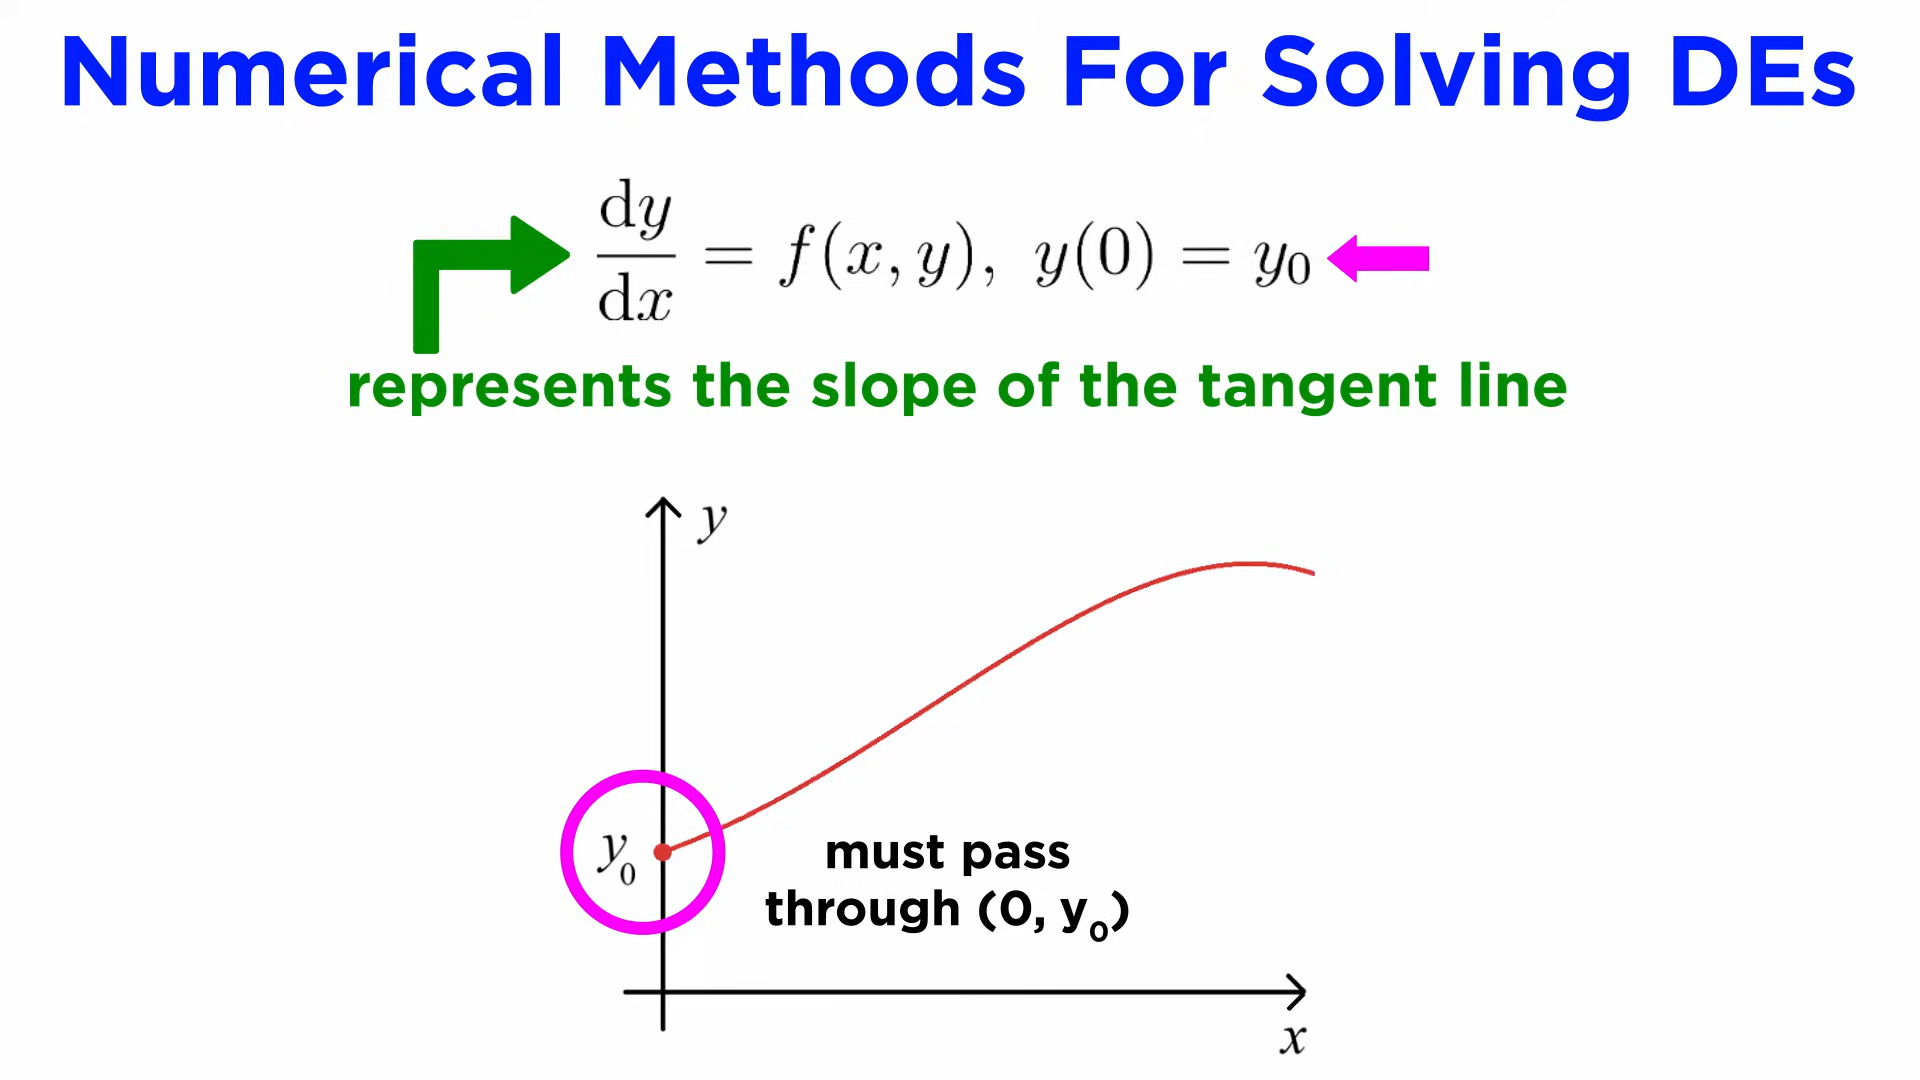 Numerical Methods For Solving DEs
dy/dx = f(x, y), y(0) = y₀
represents the slope of the tangent line
y
y₀
must pass
through (0, y₀)
x